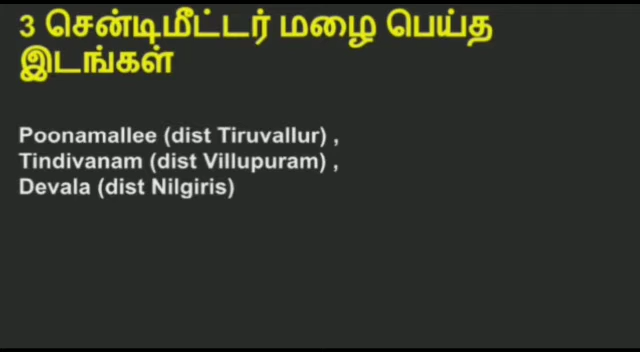 3 சென்டிமீட்டர் மழை பெய்த
இடங்கள்
Poonamallee (dist Tiruvallur) ,
Tindivanam (dist Villupuram) ,
Devala (dist Nilgiris)